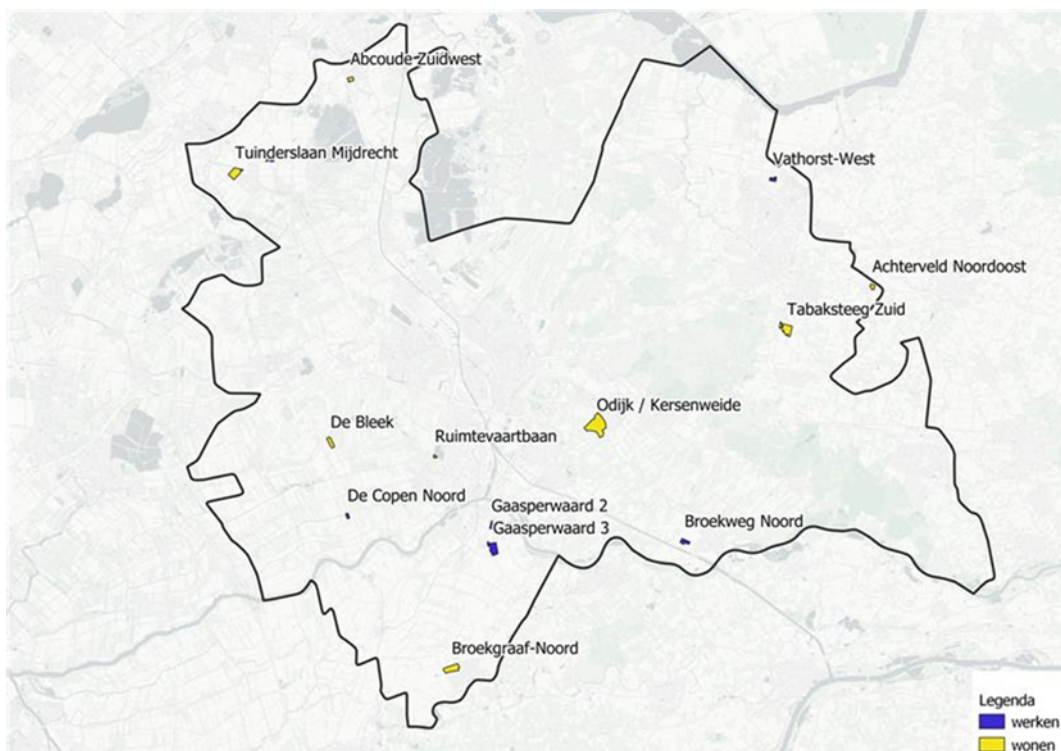 Abcoude Zuidwest
Tuinderslaan Mijdrecht
Vathorst-West
Achterveld Noordoost
Tabaksteeg Zuid
Odijk / Kersenweide
De Bleek
Ruimtevaartbaan
De Copen Noord
Gaasperwaard 2
Gaasperwaard 3
Broekweg Noord
Broekgraaf-Noord
Legenda
werken
wonen